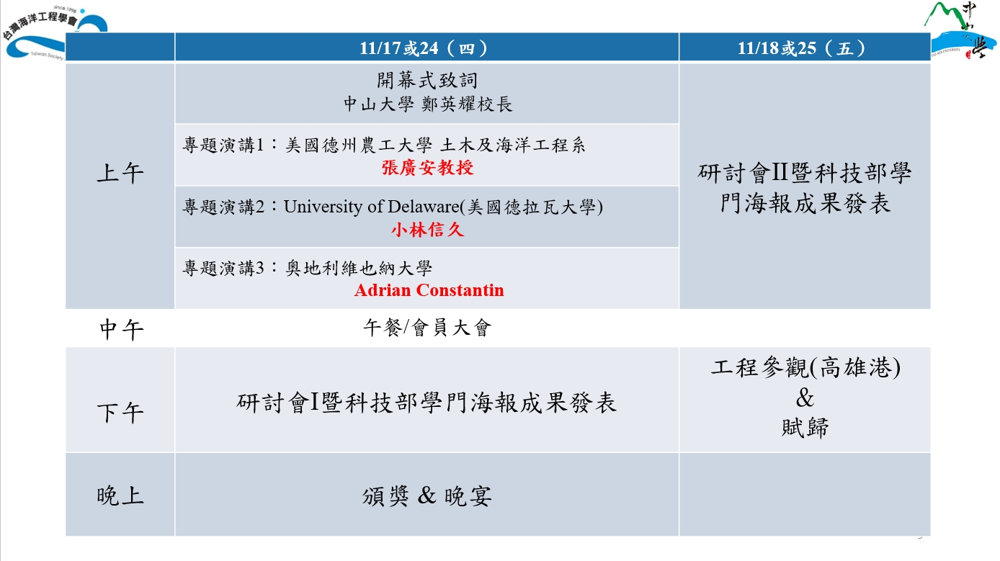 since 1998
台灣海洋工程學會
Taiwan Society
中山大學
11/17或24（四）
11/18或25（五）
上午
開幕式致詞
中山大學 鄭英耀校長
專題演講1：美國德州農工大學 土木及海洋工程系
張廣安教授
專題演講2：University of Delaware(美國德拉瓦大學)
小林信久
專題演講3：奧地利維也納大學
Adrian Constantin
研討會II暨科技部學
門海報成果發表
中午
午餐/會員大會
下午
研討會I暨科技部學門海報成果發表
工程參觀(高雄港)
&
賦歸
晚上
頒獎 & 晚宴